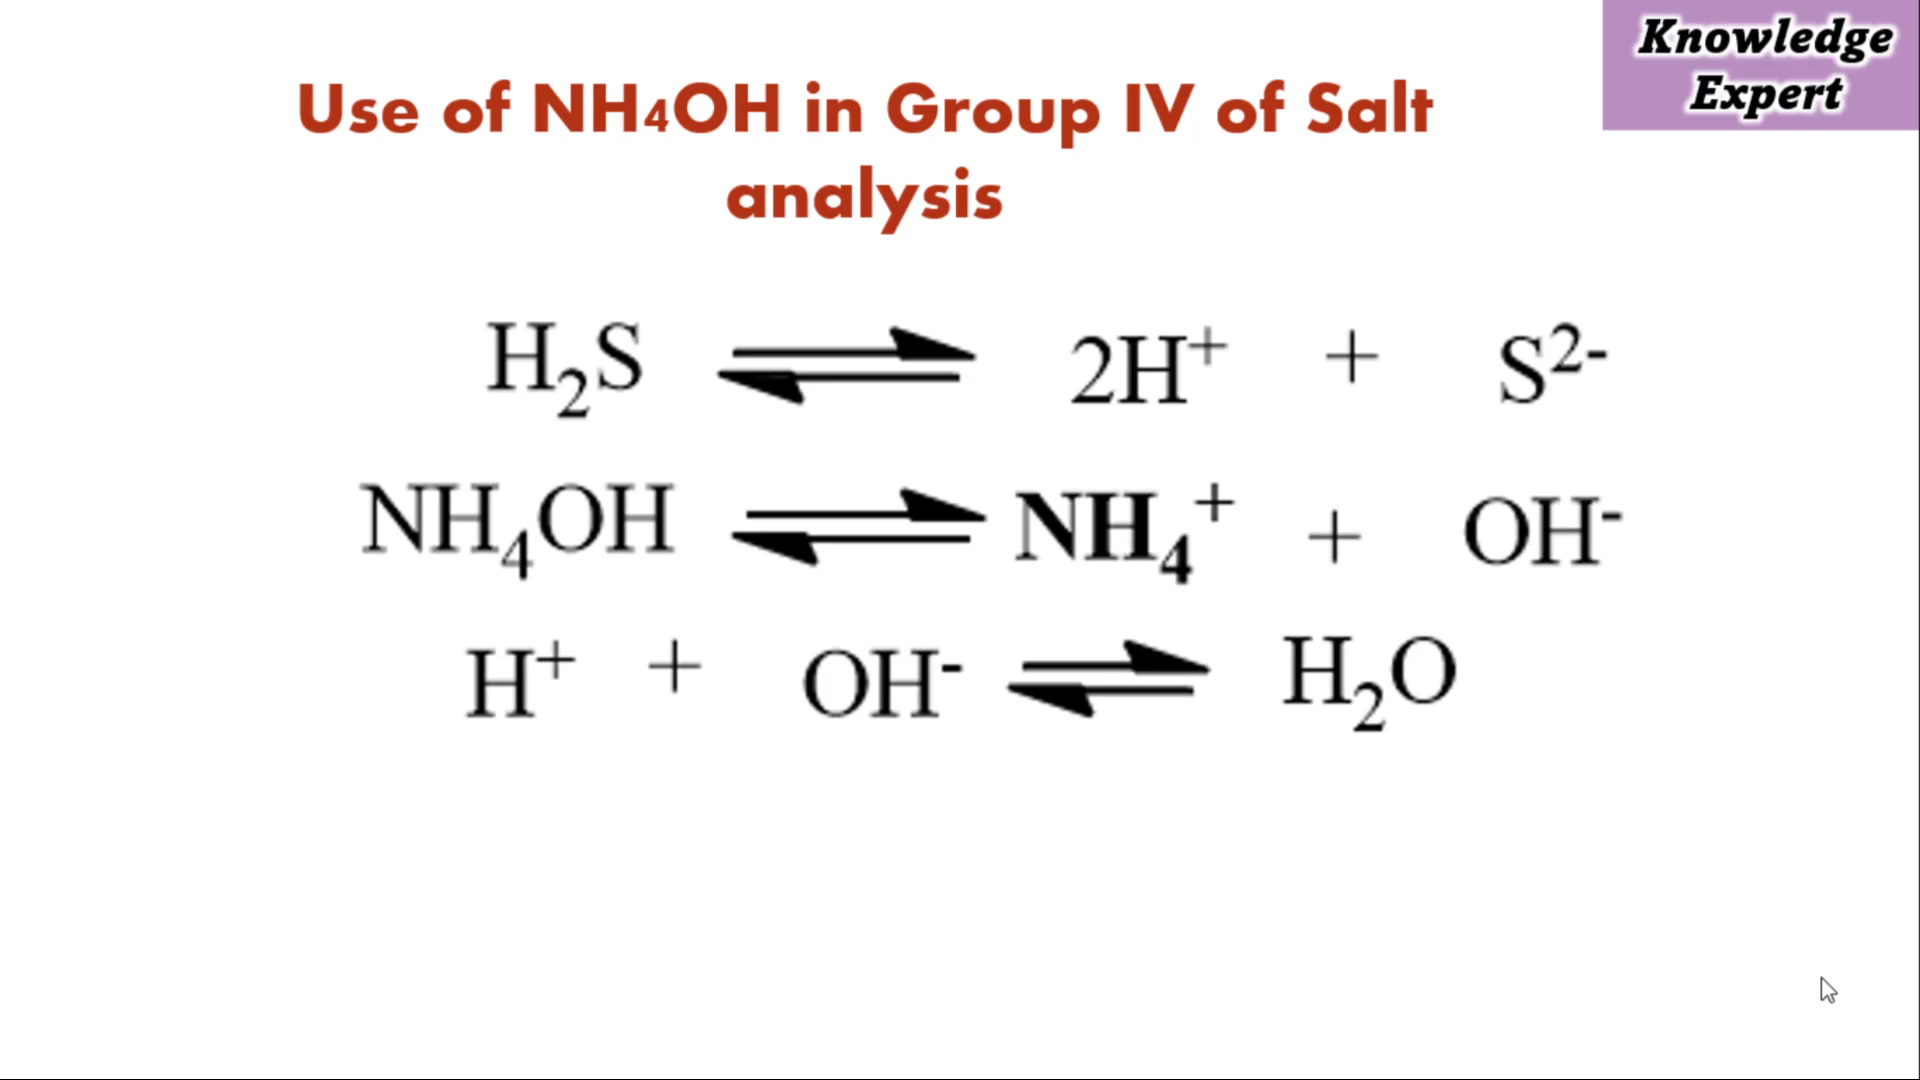 Knowledge
Expert
Use of NH4OH in Group IV of Salt
analysis
H₂S ⇌ 2H⁺ + S²⁻
NH₄OH ⇌ NH₄⁺ + OH⁻
H⁺ + OH⁻ ⇌ H₂O